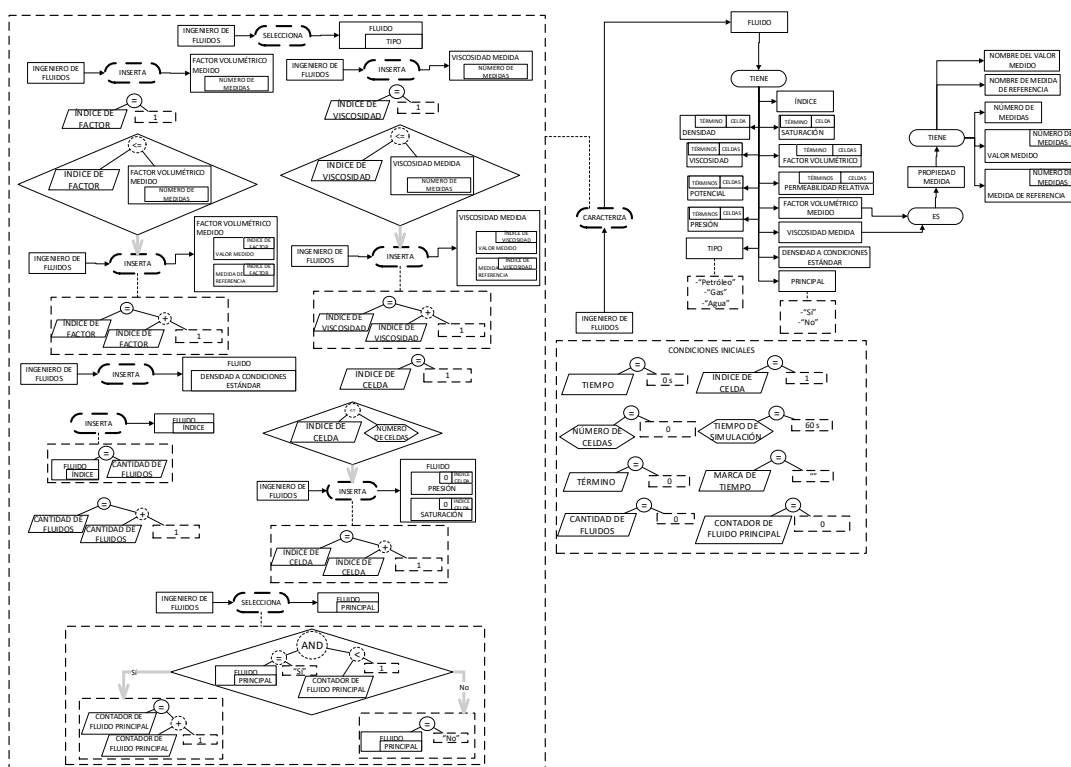 INGENIERO DE
FLUIDOS
SELECCIONA
FLUIDO
TIPO
INGENIERO DE
FLUIDOS
INSERTA
FACTOR VOLUMÉTRICO
MEDIDO
NÚMERO DE
MEDIDAS
INGENIERO DE
FLUIDOS
INSERTA
VISCOSIDAD MEDIDA
NÚMERO DE
MEDIDAS
=
ÍNDICE DE
FACTOR
1
=
ÍNDICE DE
VISCOSIDAD
1
<=
ÍNDICE DE
FACTOR
FACTOR VOLUMÉTRICO
MEDIDO
NÚMERO DE
MEDIDAS
<=
ÍNDICE DE
VISCOSIDAD
VISCOSIDAD MEDIDA
NÚMERO DE
MEDIDAS
INGENIERO DE
FLUIDOS
INSERTA
FACTOR VOLUMÉTRICO
MEDIDO
ÍNDICE DE
FACTOR
VALOR MEDIDO
ÍNDICE DE
FACTOR
MEDIDA DE
REFERENCIA
INGENIERO DE
FLUIDOS
INSERTA
VISCOSIDAD MEDIDA
ÍNDICE DE
VISCOSIDAD
VALOR MEDIDO
ÍNDICE DE
VISCOSIDAD
MEDIDA
REFERENCIA
=
ÍNDICE DE
FACTOR
+
ÍNDICE DE
FACTOR
1
=
ÍNDICE DE
VISCOSIDAD
+
ÍNDICE DE
VISCOSIDAD
1
INGENIERO DE
FLUIDOS
INSERTA
FLUIDO
DENSIDAD A CONDICIONES
ESTÁNDAR
=
ÍNDICE DE
CELDA
1
INSERTA
FLUIDO
ÍNDICE
=
FLUIDO
ÍNDICE
CANTIDAD DE
FLUIDOS
<=
ÍNDICE DE
CELDA
NÚMERO
DE CELDAS
=
CANTIDAD DE
FLUIDOS
+
CANTIDAD DE
FLUIDOS
1
INGENIERO DE
FLUIDOS
INSERTA
FLUIDO
0
ÍNDICE
CELDA
PRESIÓN
0
ÍNDICE
CELDA
SATURACIÓN
=
ÍNDICE DE
CELDA
+
ÍNDICE DE
CELDA
1
INGENIERO DE
FLUIDOS
SELECCIONA
FLUIDO
PRINCIPAL
AND
=
FLUIDO
PRINCIPAL
"Sí"
<
CONTADOR DE
FLUIDO PRINCIPAL
1
Sí
No
=
CONTADOR DE
FLUIDO PRINCIPAL
+
CONTADOR DE
FLUIDO PRINCIPAL
1
=
FLUIDO
PRINCIPAL
"No"
FLUIDO
TIENE
ÍNDICE
TÉRMINO CELDA
DENSIDAD
TÉRMINO CELDA
SATURACIÓN
TÉRMINOS CELDAS
VISCOSIDAD
TÉRMINO CELDAS
FACTOR VOLUMÉTRICO
TÉRMINOS CELDAS
POTENCIAL
TÉRMINOS CELDAS
PERMEABILIDAD RELATIVA
TÉRMINOS CELDAS
PRESIÓN
FACTOR VOLUMÉTRICO
MEDIDO
VISCOSIDAD MEDIDA
TIPO
DENSIDAD A CONDICIONES
ESTÁNDAR
PRINCIPAL
-"Petróleo"
-"Gas"
-"Agua"
-"Sí"
-"No"
CARACTERIZA
INGENIERO DE
FLUIDOS
NOMBRE DEL VALOR
MEDIDO
NOMBRE DE MEDIDA
DE REFERENCIA
NÚMERO DE
MEDIDAS
TIENE
NÚMERO DE
MEDIDAS
VALOR MEDIDO
PROPIEDAD
MEDIDA
NÚMERO DE
MEDIDAS
MEDIDA DE REFERENCIA
ES
CONDICIONES INICIALES
=
TIEMPO
0 s
=
ÍNDICE DE
CELDA
1
=
NÚMERO DE
CELDAS
0
=
TIEMPO DE
SIMULACIÓN
60 s
=
TÉRMINO
0
=
MARCA DE
TIEMPO
""
=
CANTIDAD DE
FLUIDOS
0
=
CONTADOR DE
FLUIDO PRINCIPAL
0